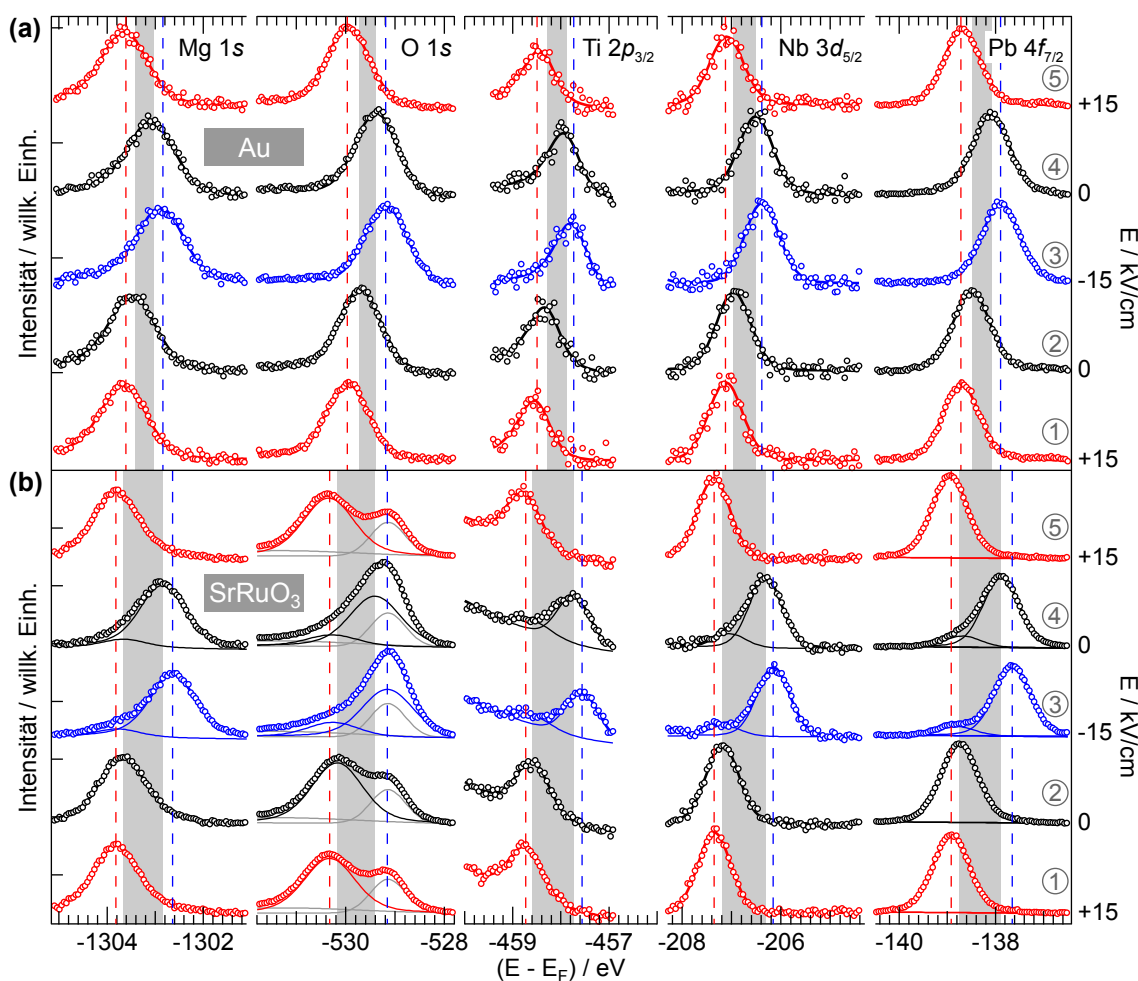 (a)
Mg 1s
O 1s
Ti 2p3/2
Nb 3d5/2
Pb 4f7/2
Au
5
+15
4
0
3
-15
2
0
1
+15
Intensität / willk. Einh.
E / kV/cm
(b)
SrRuO3
5
+15
4
0
3
-15
2
0
1
+15
Intensität / willk. Einh.
E / kV/cm
-1304
-1302
-530
-528
-459
-457
-208
-206
-140
-138
(E - EF) / eV